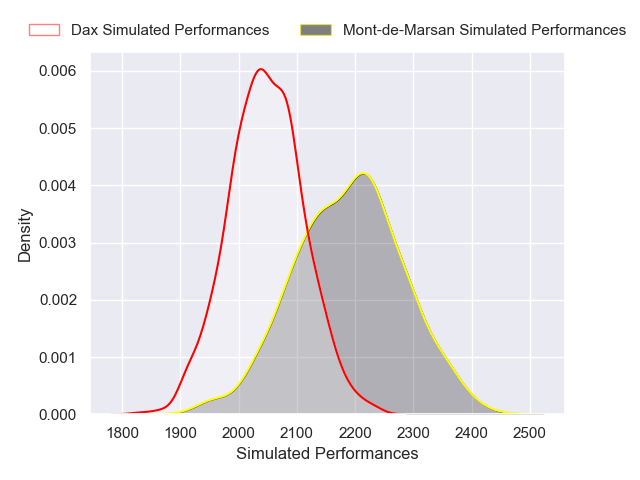 Dax Simulated Performances Mont-de-Marsan Simulated Performances
0.006
0.005
0.004
0.003
0.002
0.001
0.000
Density
1800 1900 2000 2100 2200 2300 2400 2500
Simulated Performances